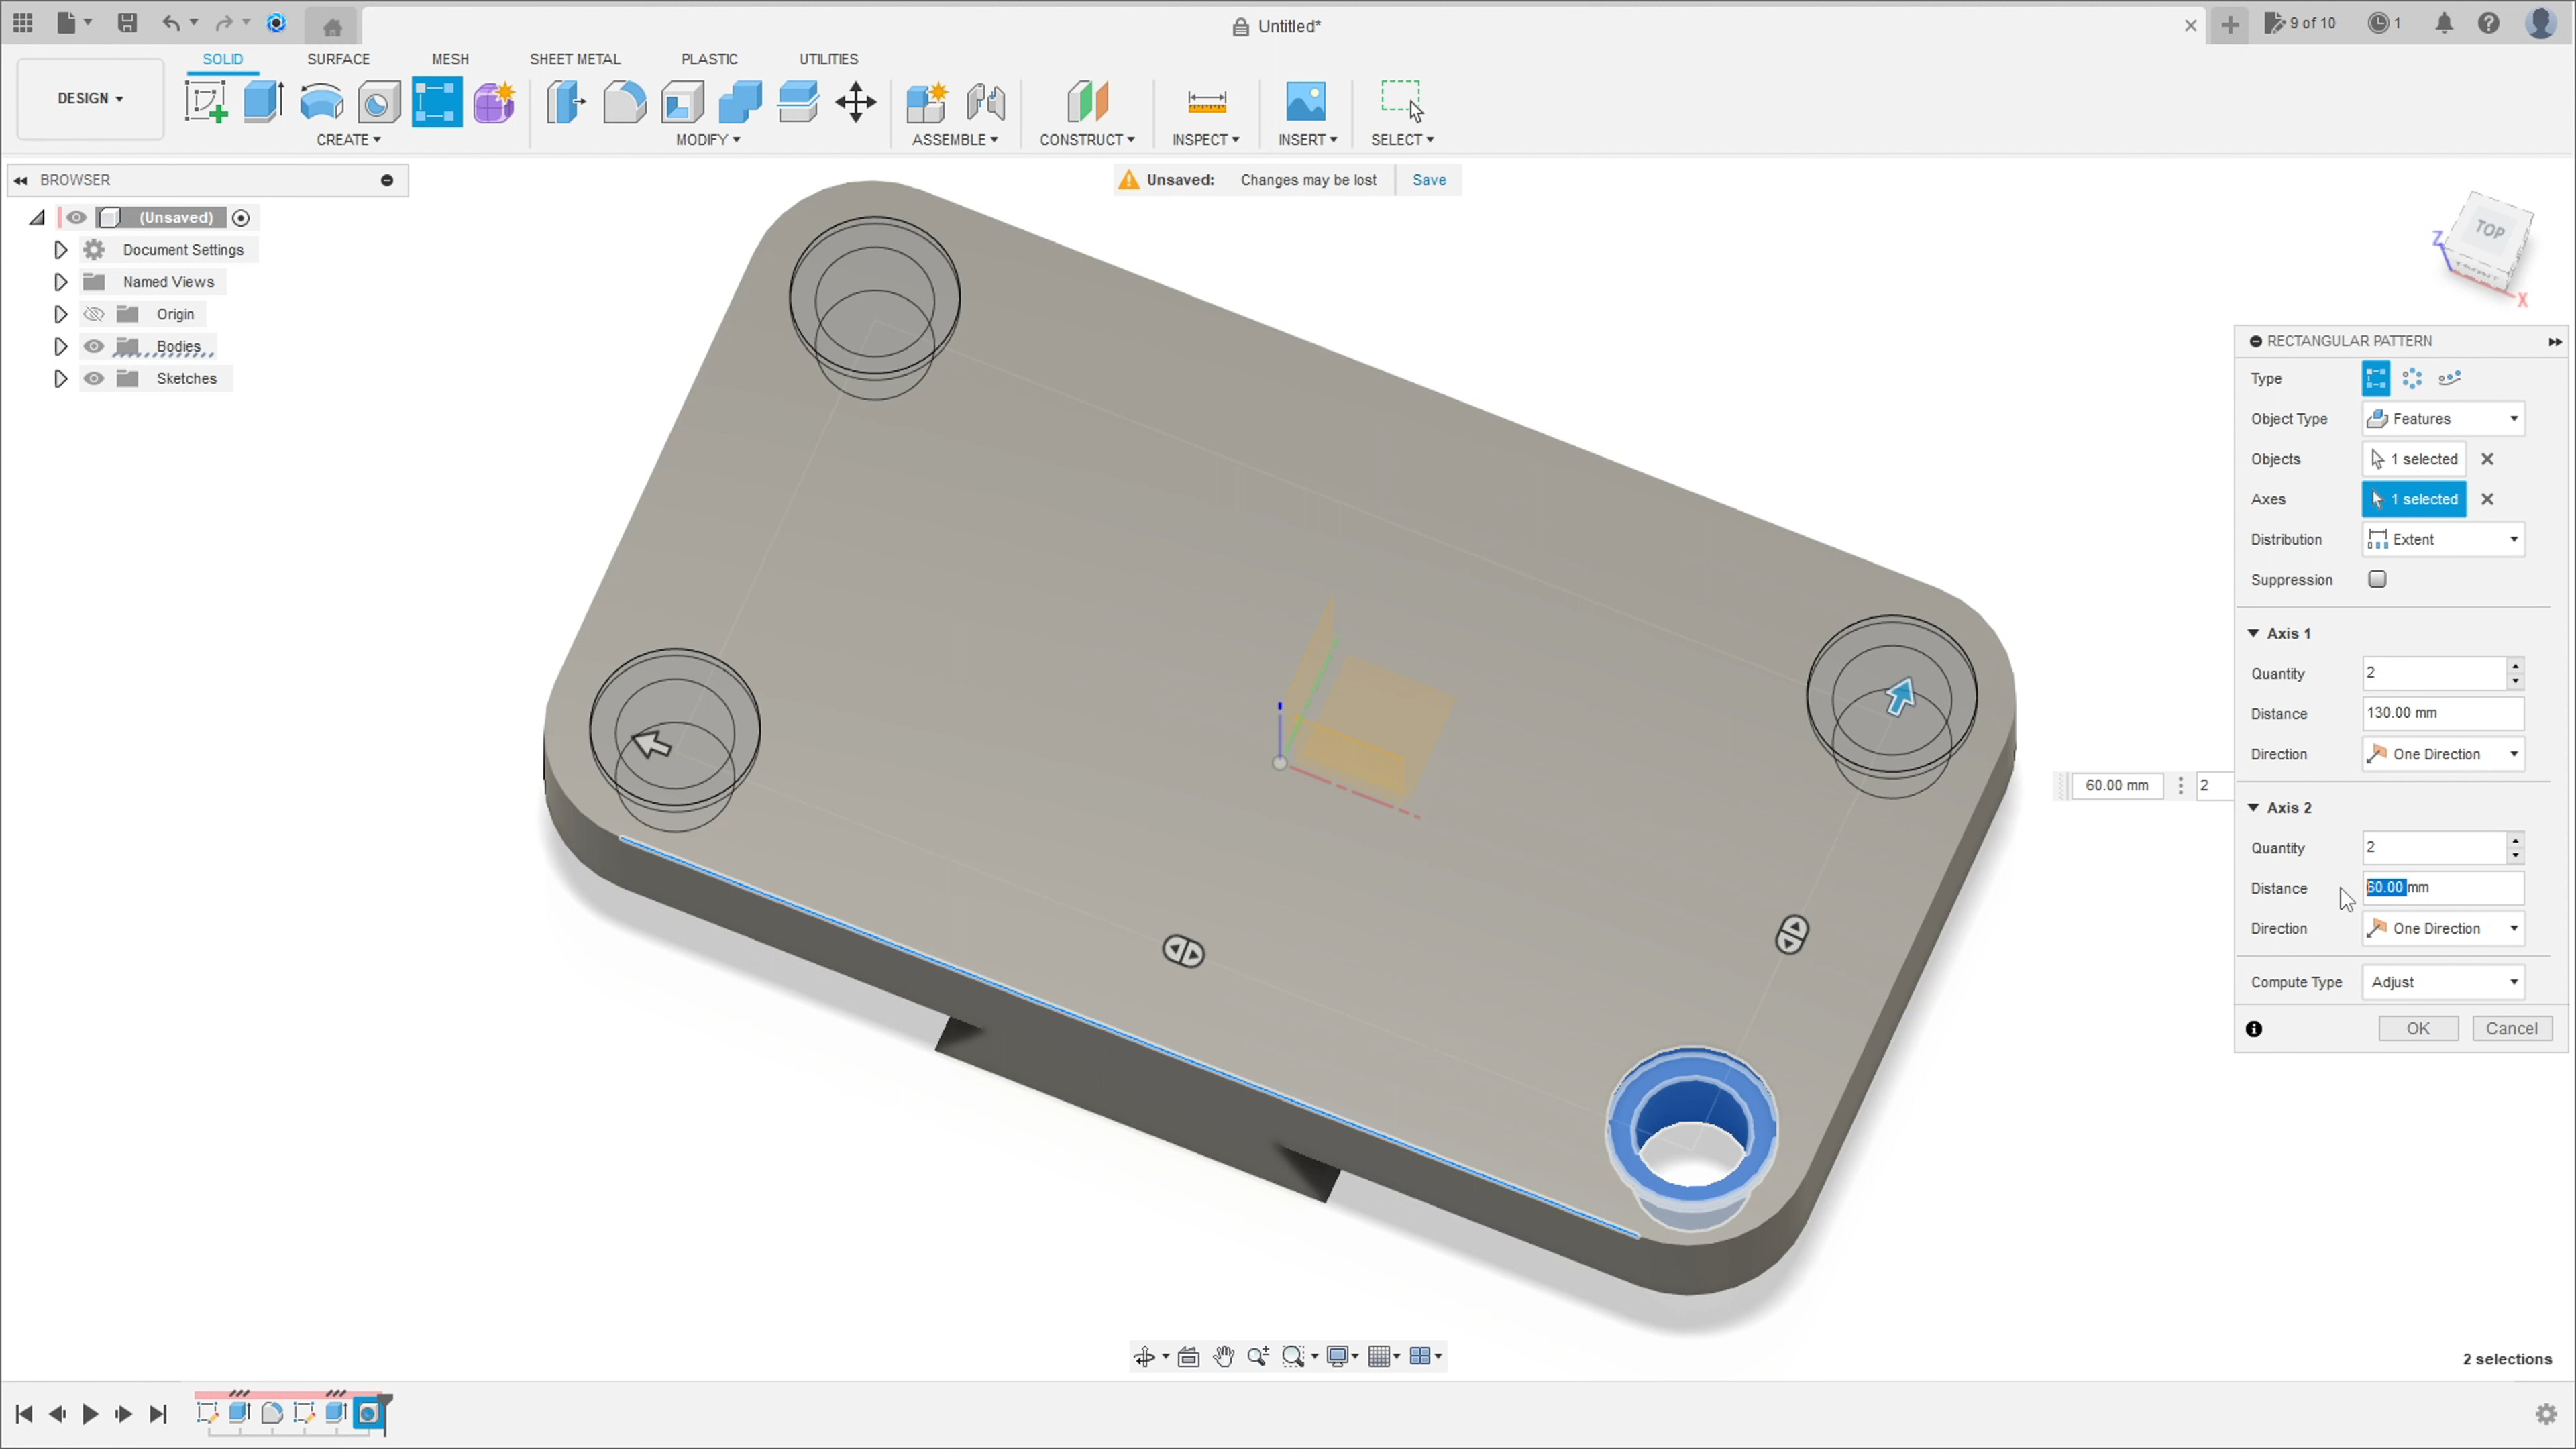 Untitled*
9 of 10
1
SOLID SURFACE MESH SHEET METAL PLASTIC UTILITIES
DESIGN
CREATE MODIFY ASSEMBLE CONSTRUCT INSPECT INSERT SELECT
BROWSER
Unsaved: Changes may be lost Save
(Unsaved)
Document Settings
Named Views
Origin
Bodies
Sketches
TOP
FRONT
Z
X
RECTANGULAR PATTERN
Type
Object Type Features
Objects 1 selected
Axes 1 selected
Distribution Extent
Suppression
Axis 1
Quantity 2
Distance 130.00 mm
Direction One Direction
60.00 mm 2
Axis 2
Quantity 2
Distance 60.00 mm
Direction One Direction
Compute Type Adjust
OK Cancel
2 selections